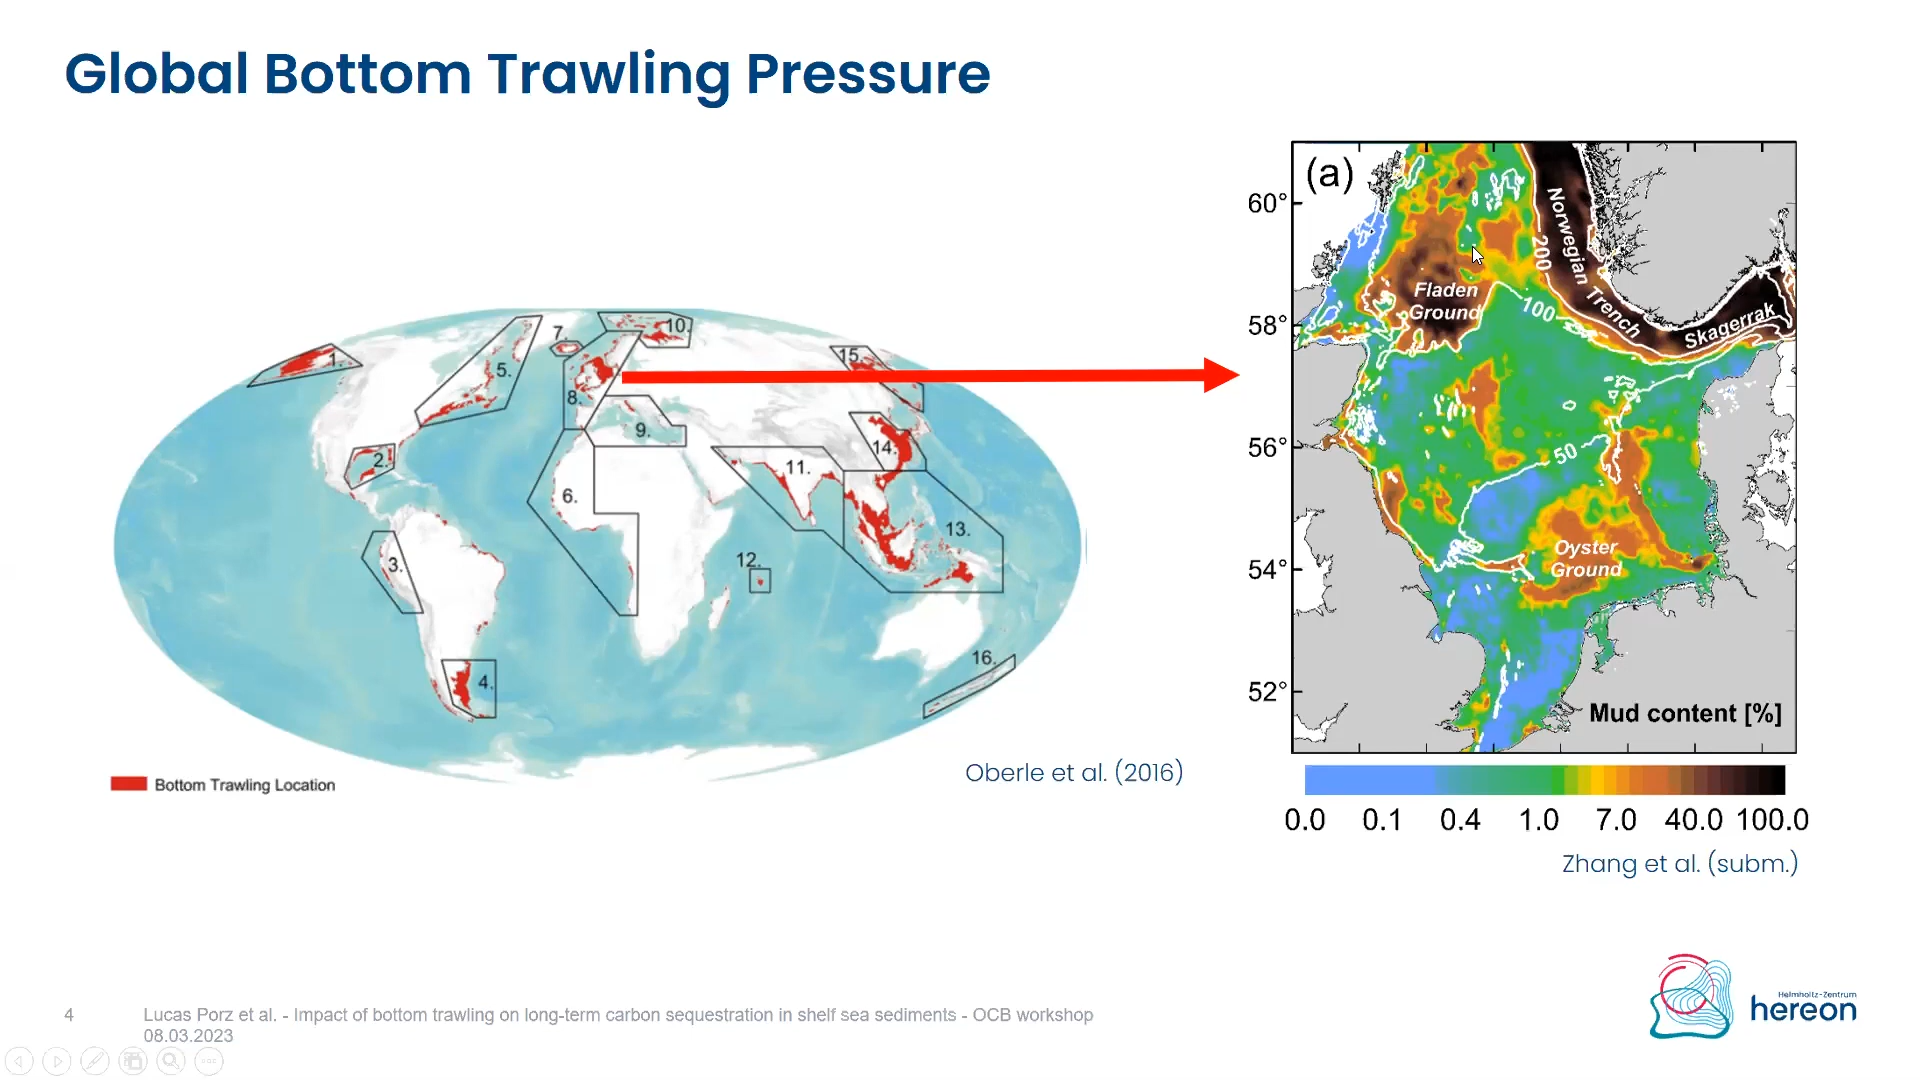 Global Bottom Trawling Pressure
1.
2.
3.
4.
5.
6.
7.
8.
9.
10.
11.
12.
13.
14.
15.
16.
Bottom Trawling Location
Oberle et al. (2016)
(a)
60°
58°
56°
54°
52°
Norwegian Trench
200
Skagerrak
100
Fladen
Ground
50
Oyster
Ground
Mud content [%]
0.0 0.1 0.4 1.0 7.0 40.0 100.0
Zhang et al. (subm.)
4
Lucas Porz et al. - Impact of bottom trawling on long-term carbon sequestration in shelf sea sediments - OCB workshop
08.03.2023
Helmholtz-Zentrum
hereon